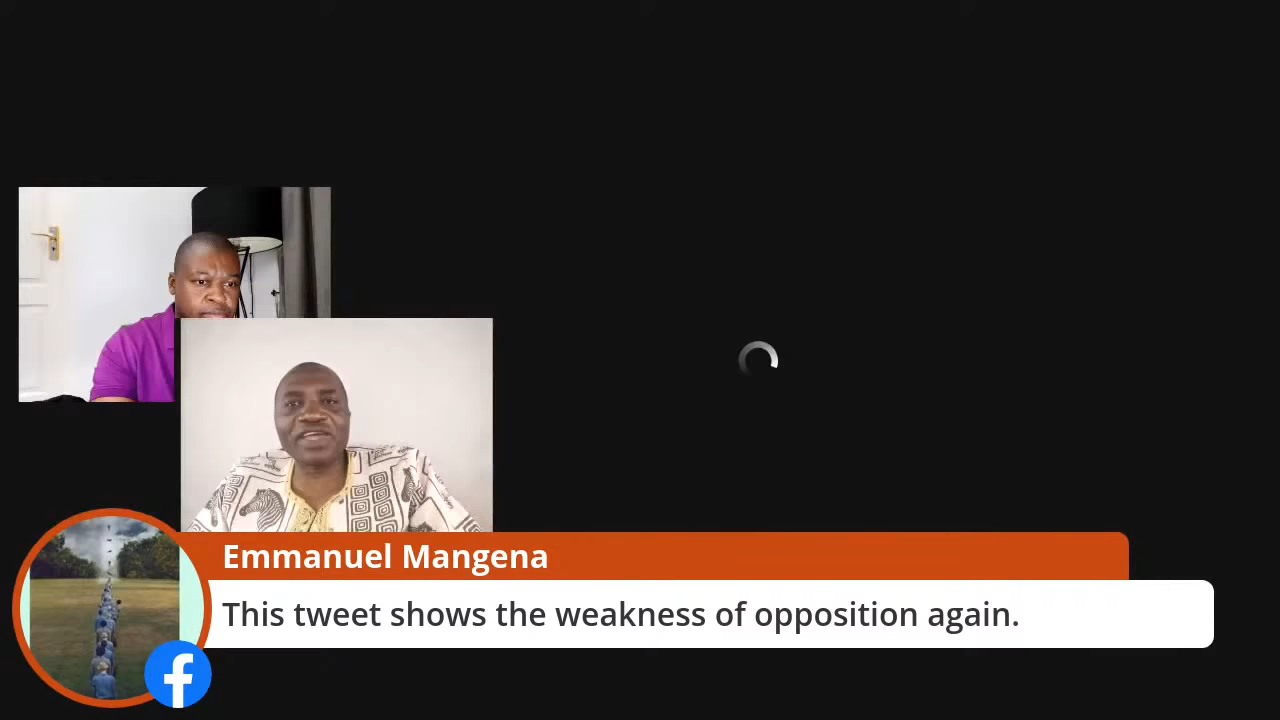 Emmanuel Mangena
This tweet shows the weakness of opposition again.